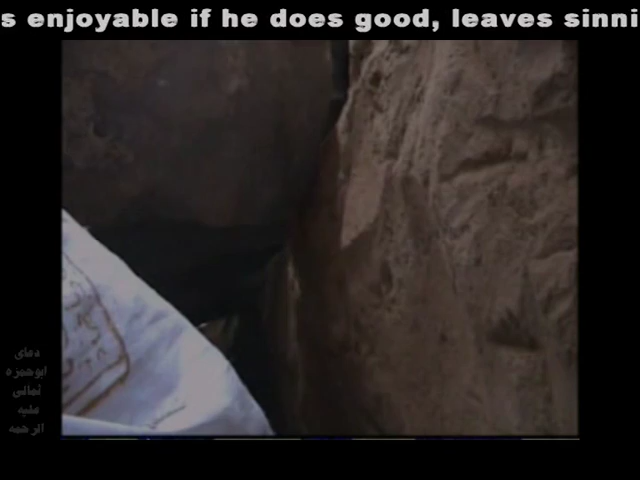 s enjoyable if he does good, leaves sinni
دعای
ابوحمزه
ثمالی
علیه
الرحمه